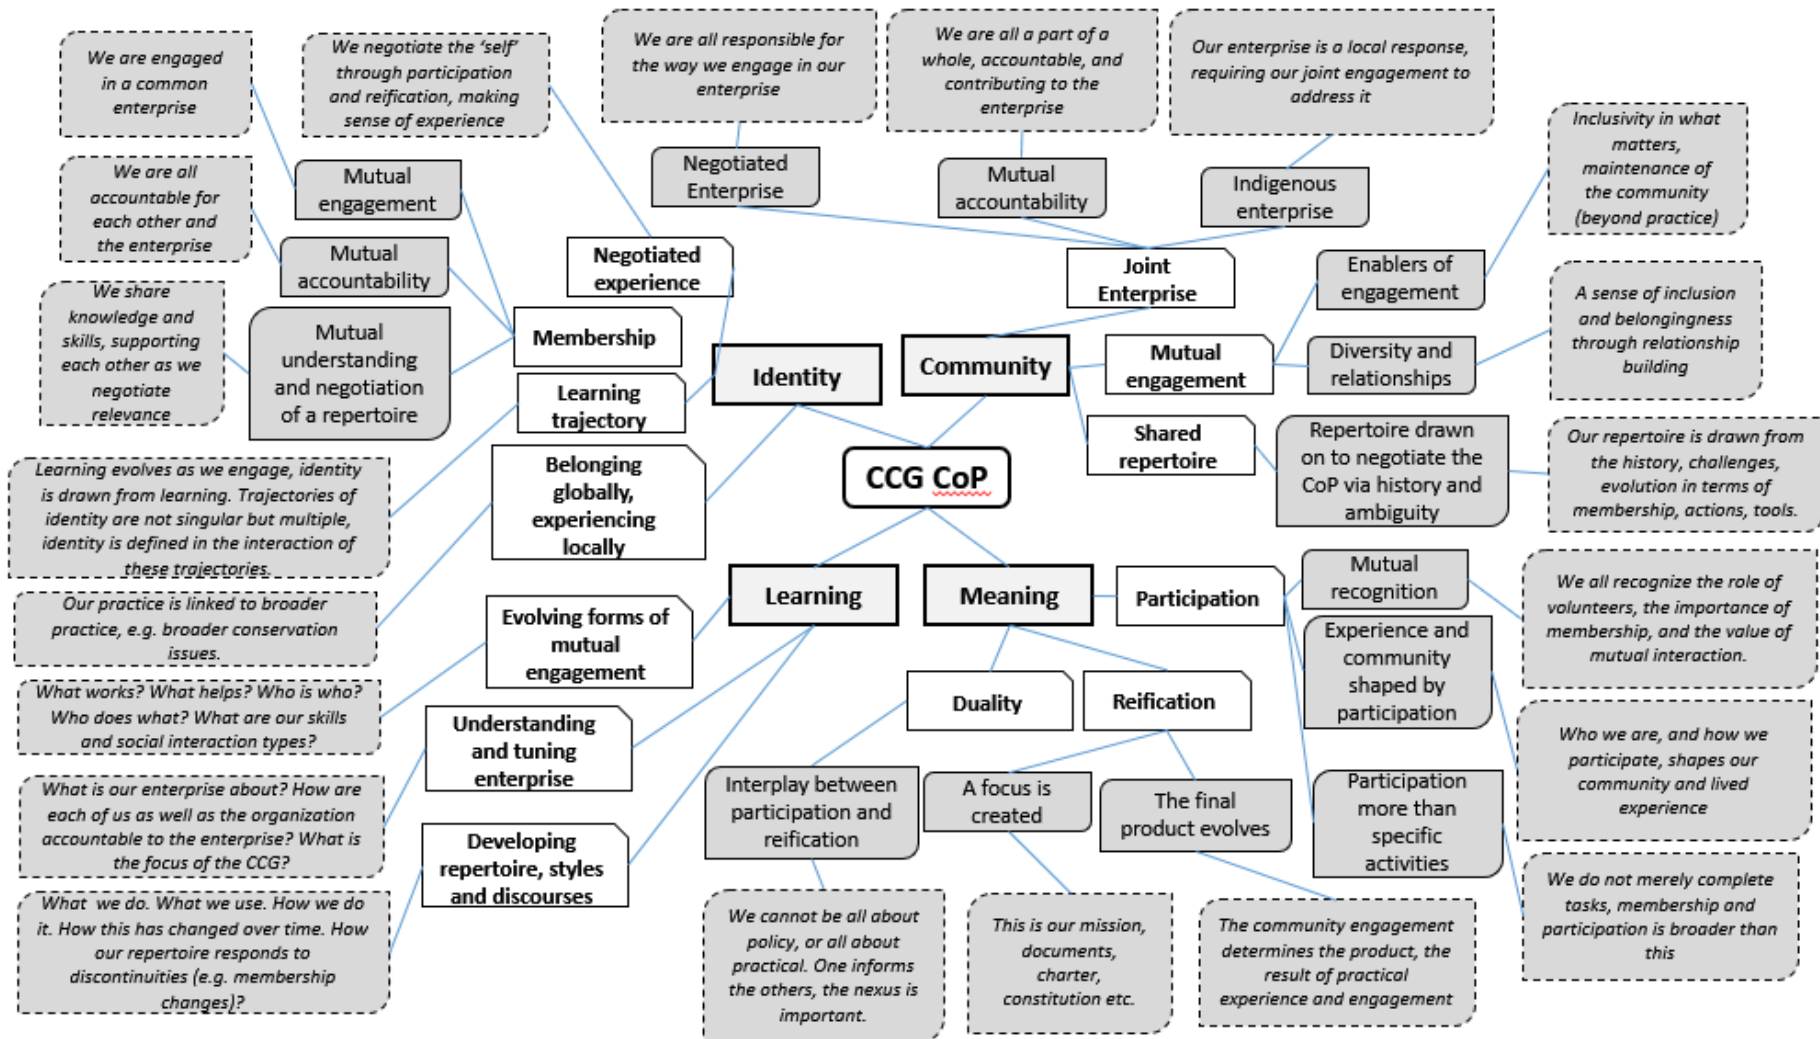 We are engaged
in a common
enterprise
We negotiate the ‘self’
through participation
and reification, making
sense of experience
We are all responsible for
the way we engage in our
enterprise
We are all a part of a
whole, accountable, and
contributing to the
enterprise
Our enterprise is a local response,
requiring our joint engagement to
address it
Inclusivity in what
matters,
maintenance of
the community
(beyond practice)
We are all
accountable for
each other and
the enterprise
Mutual
engagement
Negotiated
Enterprise
Mutual
accountability
Indigenous
enterprise
Mutual
accountability
Negotiated
experience
Joint
Enterprise
Enablers of
engagement
A sense of inclusion
and belongingness
through relationship
building
We share
knowledge and
skills, supporting
each other as we
negotiate
relevance
Mutual
understanding
and negotiation
of a repertoire
Membership
Identity
Community
Mutual
engagement
Diversity and
relationships
Learning
trajectory
Shared
repertoire
Repertoire drawn
on to negotiate the
CoP via history and
ambiguity
Our repertoire is drawn from
the history, challenges,
evolution in terms of
membership, actions, tools.
Learning evolves as we engage, identity
is drawn from learning. Trajectories of
identity are not singular but multiple,
identity is defined in the interaction of
these trajectories.
Belonging
globally,
experiencing
locally
CCG CoP
Our practice is linked to broader
practice, e.g. broader conservation
issues.
Evolving forms of
mutual
engagement
Learning
Meaning
Participation
Mutual
recognition
We all recognize the role of
volunteers, the importance of
membership, and the value of
mutual interaction.
Experience and
community
shaped by
participation
What works? What helps? Who is who?
Who does what? What are our skills
and social interaction types?
Understanding
and tuning
enterprise
Duality
Reification
Who we are, and how we
participate, shapes our
community and lived
experience
What is our enterprise about? How are
each of us as well as the organization
accountable to the enterprise? What is
the focus of the CCG?
Interplay between
participation and
reification
A focus is
created
The final
product evolves
Participation
more than
specific
activities
Developing
repertoire, styles
and discourses
What we do. What we use. How we do
it. How this has changed over time. How
our repertoire responds to
discontinuities (e.g. membership
changes)?
We cannot be all about
policy, or all about
practical. One informs
the others, the nexus is
important.
This is our mission,
documents,
charter,
constitution etc.
The community engagement
determines the product, the
result of practical
experience and engagement
We do not merely complete
tasks, membership and
participation is broader than
this